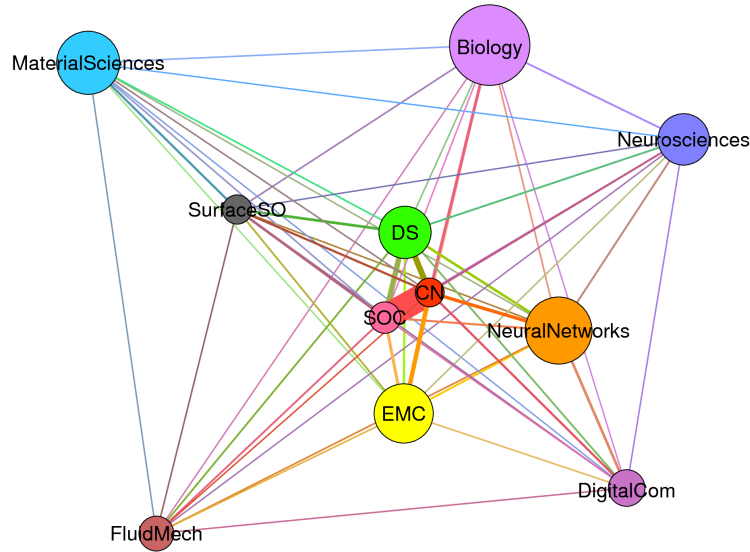 Biology
MaterialSciences
Neurosciences
SurfaceSO
DS
CN
SOC
NeuralNetworks
EMC
DigitalCom
FluidMech